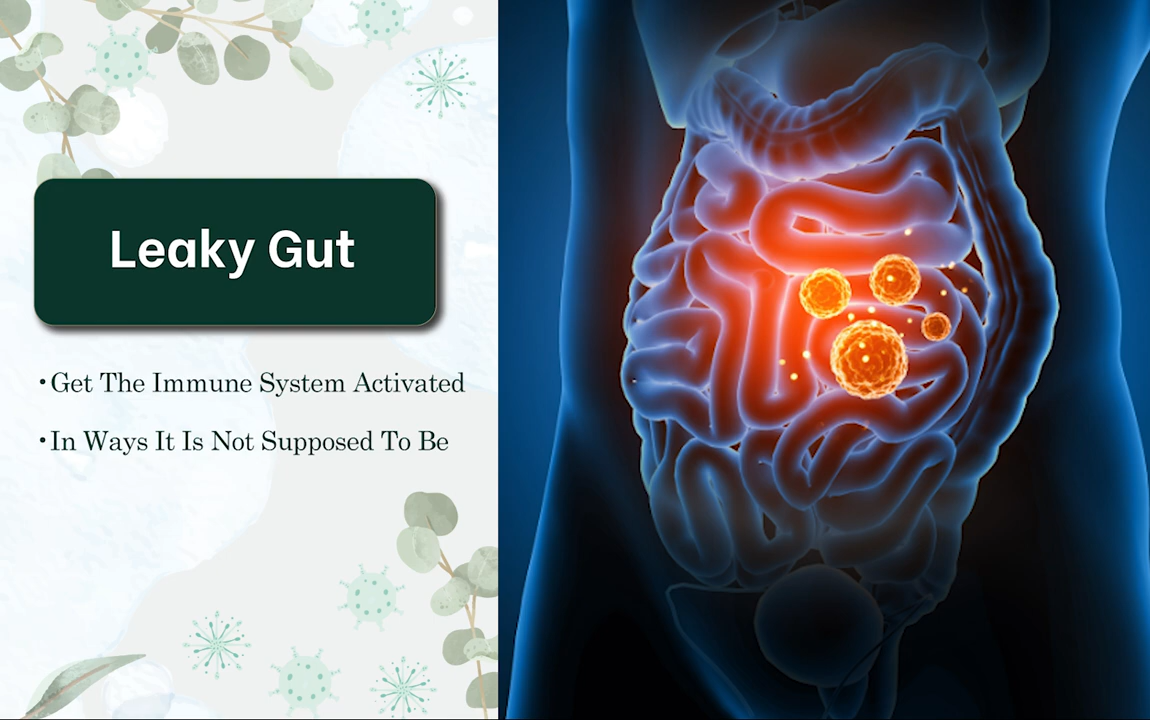 Leaky Gut
• Get The Immune System Activated
• In Ways It Is Not Supposed To Be